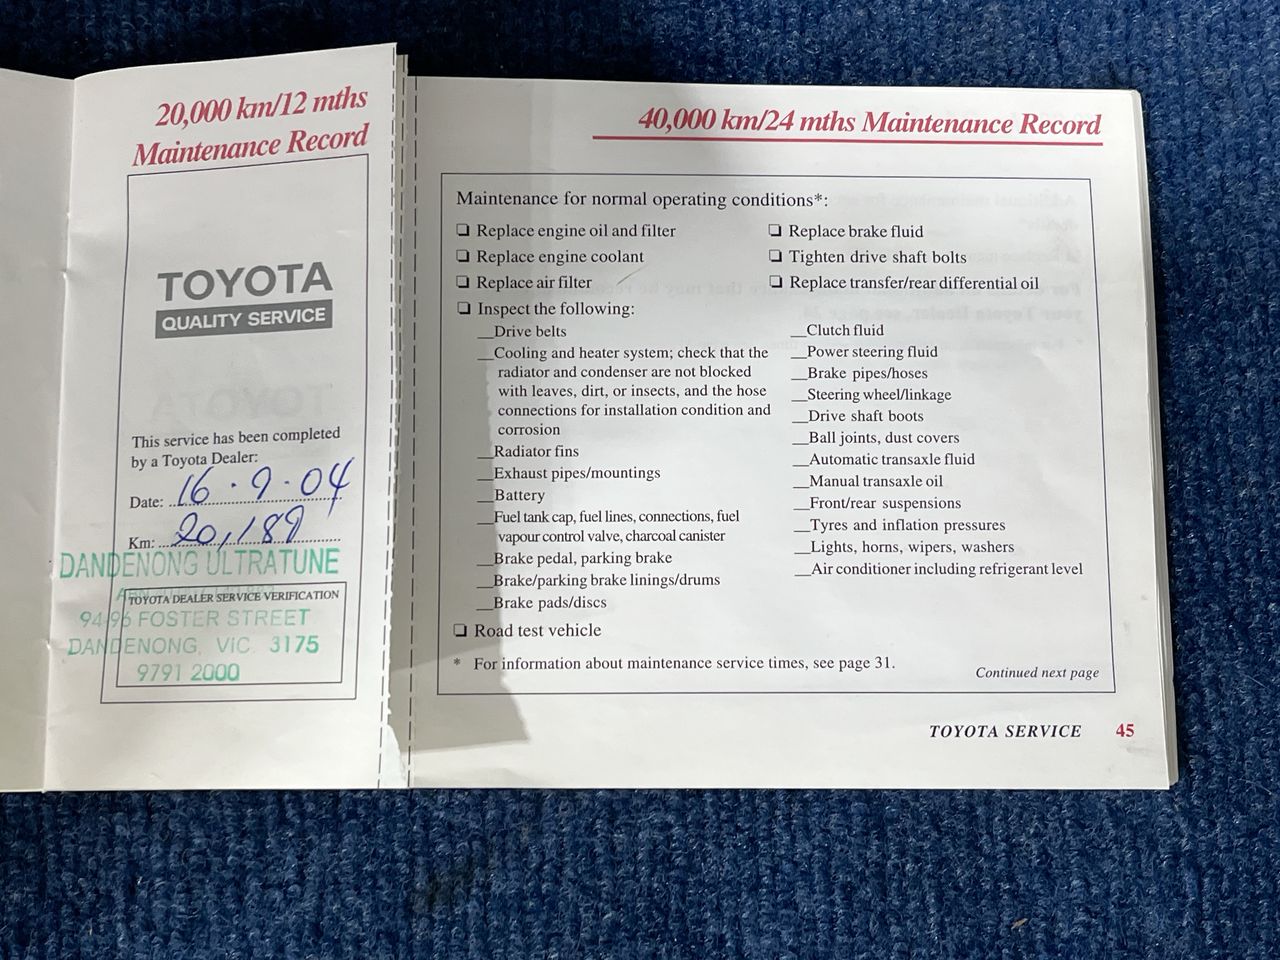 20,000 km/12 mths
Maintenance Record
TOYOTA
QUALITY SERVICE
This service has been completed
by a Toyota Dealer:
Date: 16.9.04
Km: 20,189
DANDENONG ULTRATUNE
TOYOTA DEALER SERVICE VERIFICATION
94-96 FOSTER STREET
DANDENONG, VIC 3175
9791 2000
40,000 km/24 mths Maintenance Record
Maintenance for normal operating conditions*:
❏ Replace engine oil and filter
❏ Replace engine coolant
❏ Replace air filter
❏ Inspect the following:
__Drive belts
__Cooling and heater system; check that the
radiator and condenser are not blocked
with leaves, dirt, or insects, and the hose
connections for installation condition and
corrosion
__Radiator fins
__Exhaust pipes/mountings
__Battery
__Fuel tank cap, fuel lines, connections, fuel
vapour control valve, charcoal canister
__Brake pedal, parking brake
__Brake/parking brake linings/drums
__Brake pads/discs
❏ Road test vehicle
❏ Replace brake fluid
❏ Tighten drive shaft bolts
❏ Replace transfer/rear differential oil
__Clutch fluid
__Power steering fluid
__Brake pipes/hoses
__Steering wheel/linkage
__Drive shaft boots
__Ball joints, dust covers
__Automatic transaxle fluid
__Manual transaxle oil
__Front/rear suspensions
__Tyres and inflation pressures
__Lights, horns, wipers, washers
__Air conditioner including refrigerant level
* For information about maintenance service times, see page 31.
Continued next page
TOYOTA SERVICE 45